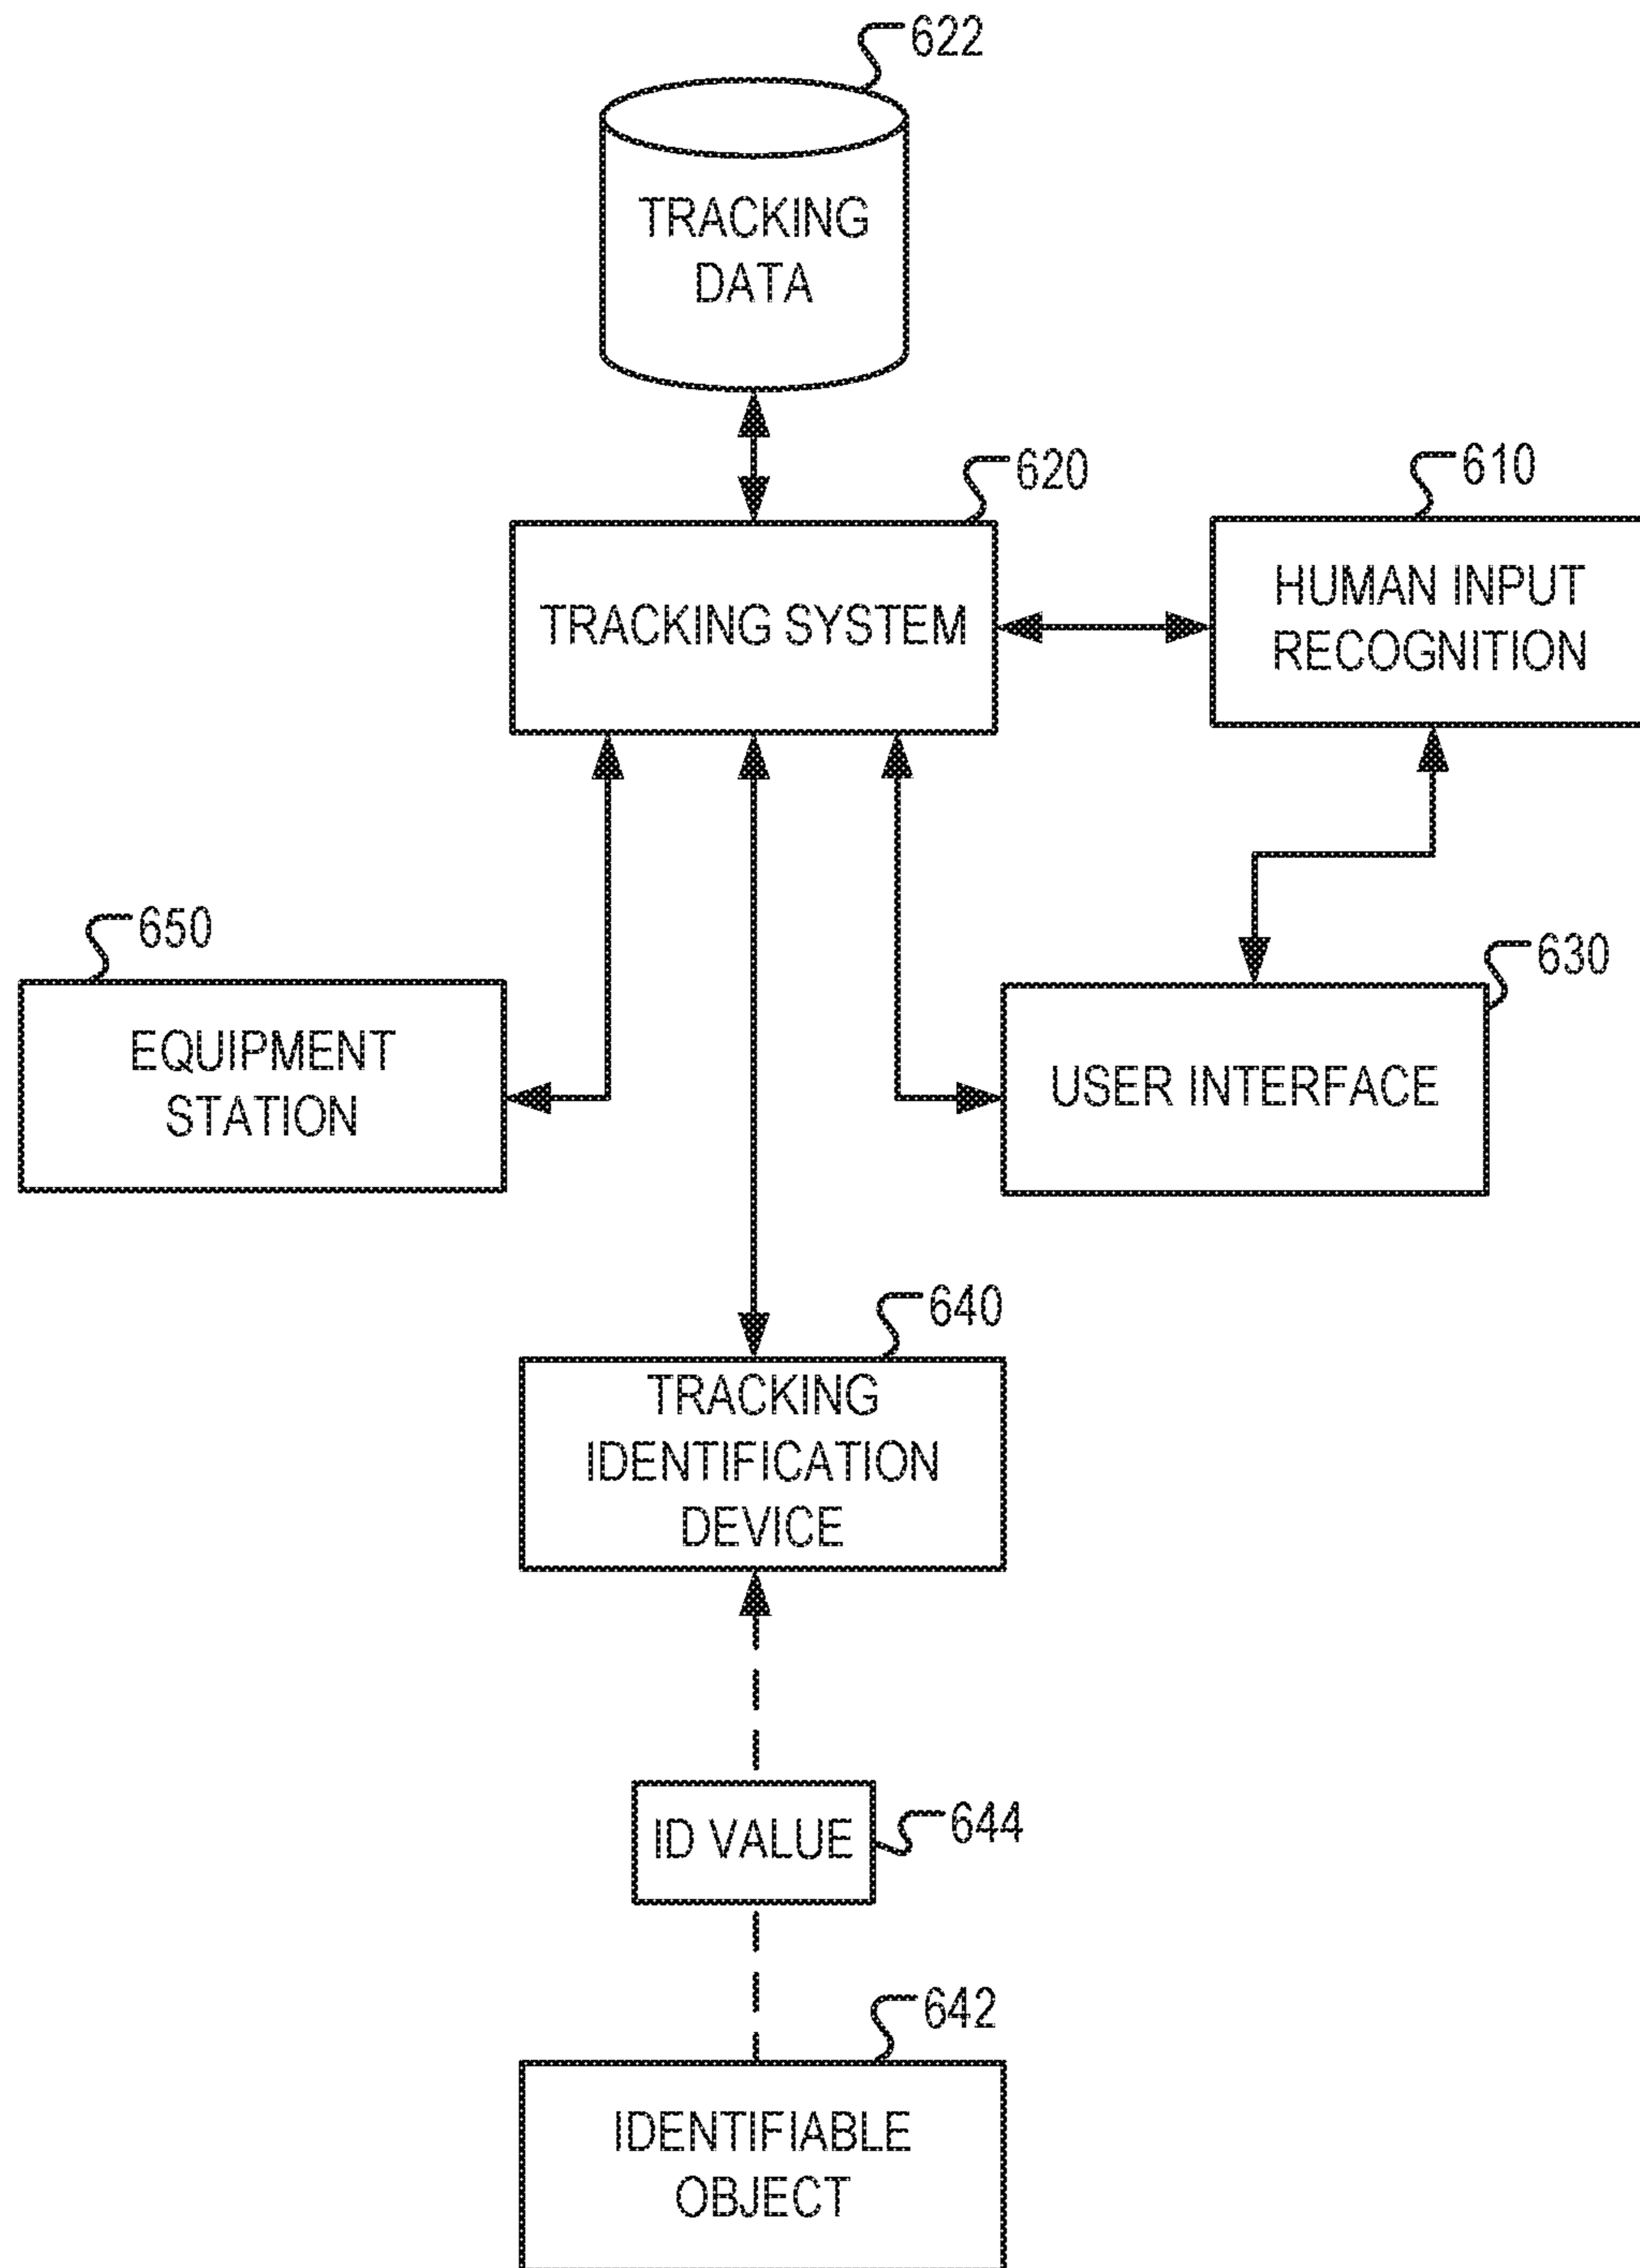 622
TRACKING
DATA
620
610
TRACKING SYSTEM
HUMAN INPUT
RECOGNITION
650
630
EQUIPMENT
STATION
USER INTERFACE
640
TRACKING
IDENTIFICATION
DEVICE
ID VALUE
644
642
IDENTIFIABLE
OBJECT